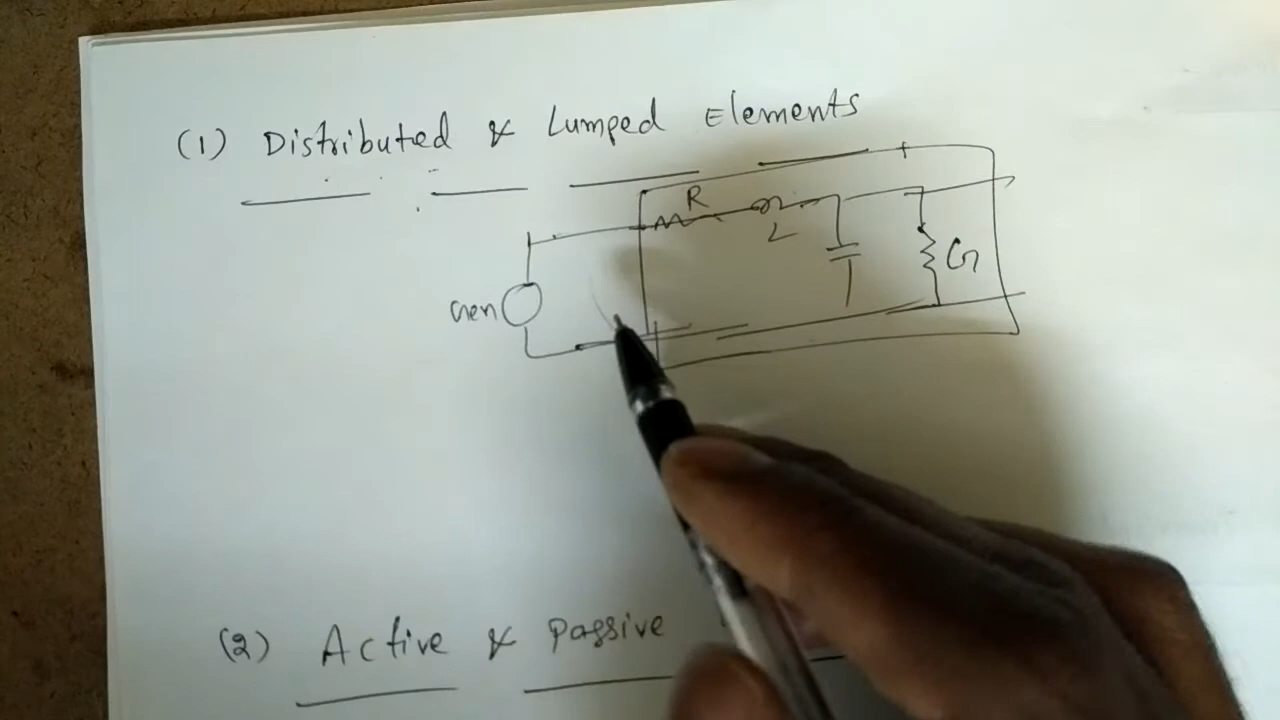 (1) Distributed & Lumped Elements
R
L
Gen
G
(2) Active & Passive